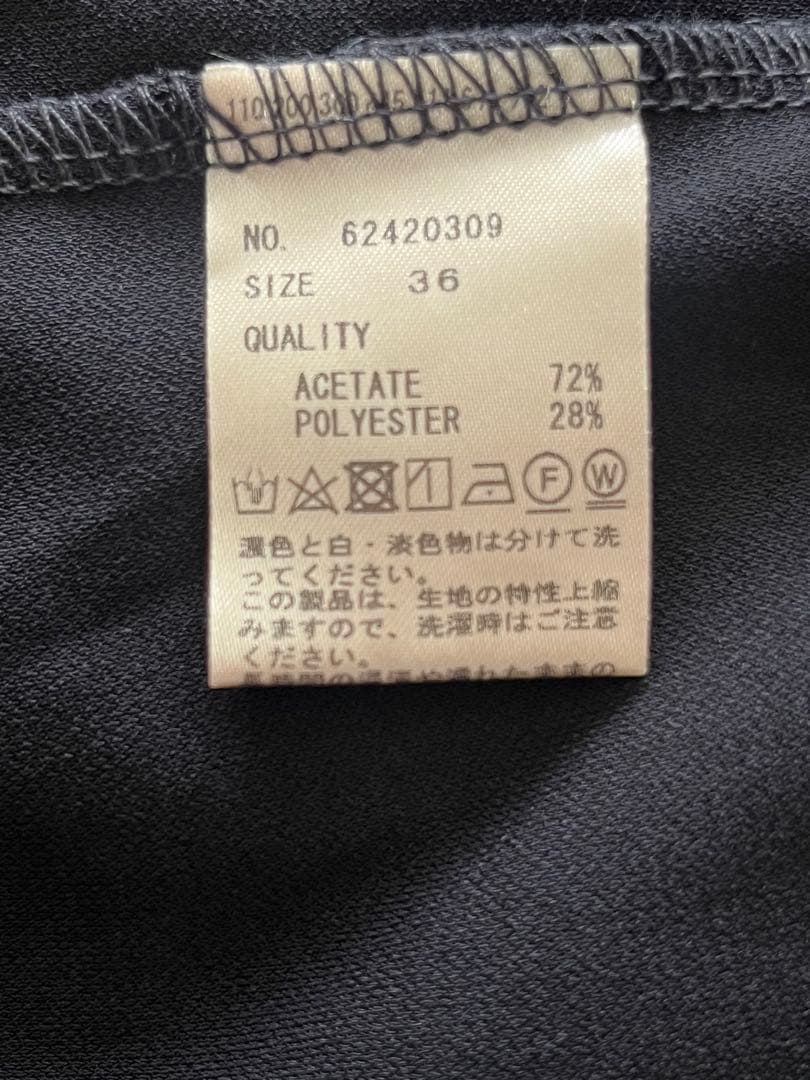 NO. 62420309
SIZE 36
QUALITY
ACETATE 72%
POLYESTER 28%
F W
濃色と白・淡色物は分けて洗
ってください。
この製品は、生地の特性上縮
みますので、洗濯時はご注意
ください。